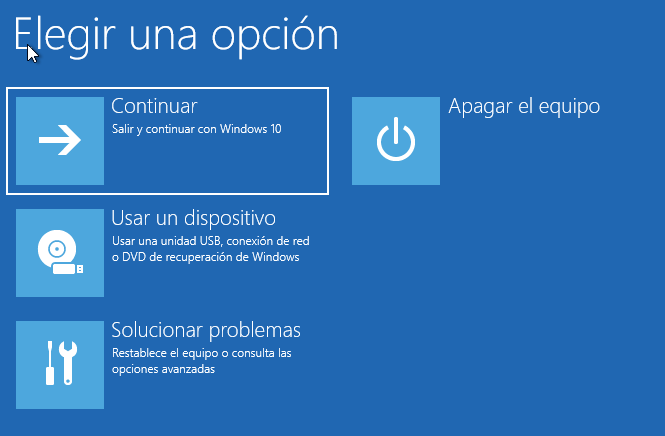 Elegir una opción
Continuar
Salir y continuar con Windows 10
Apagar el equipo
Usar un dispositivo
Usar una unidad USB, conexión de red
o DVD de recuperación de Windows
Solucionar problemas
Restablece el equipo o consulta las
opciones avanzadas